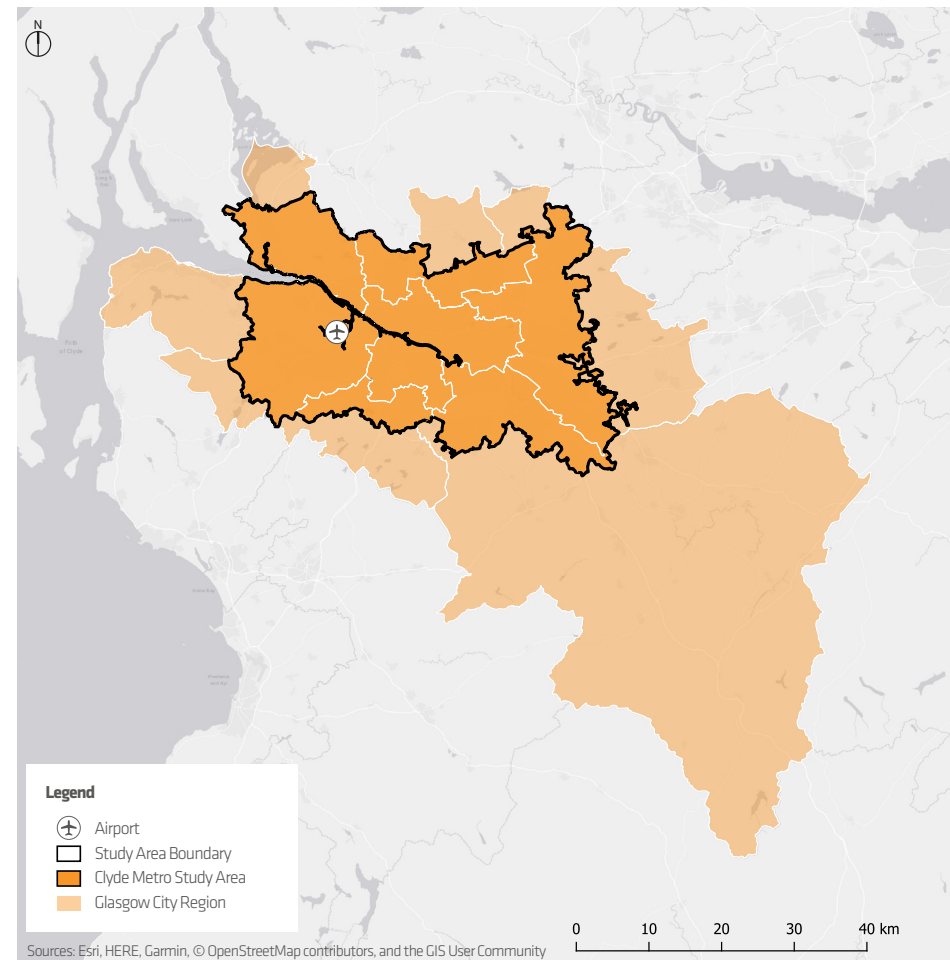 N
Legend
Airport
Study Area Boundary
Clyde Metro Study Area
Glasgow City Region
0 10 20 30 40 km
Sources: Esri, HERE, Garmin, © OpenStreetMap contributors, and the GIS User Community